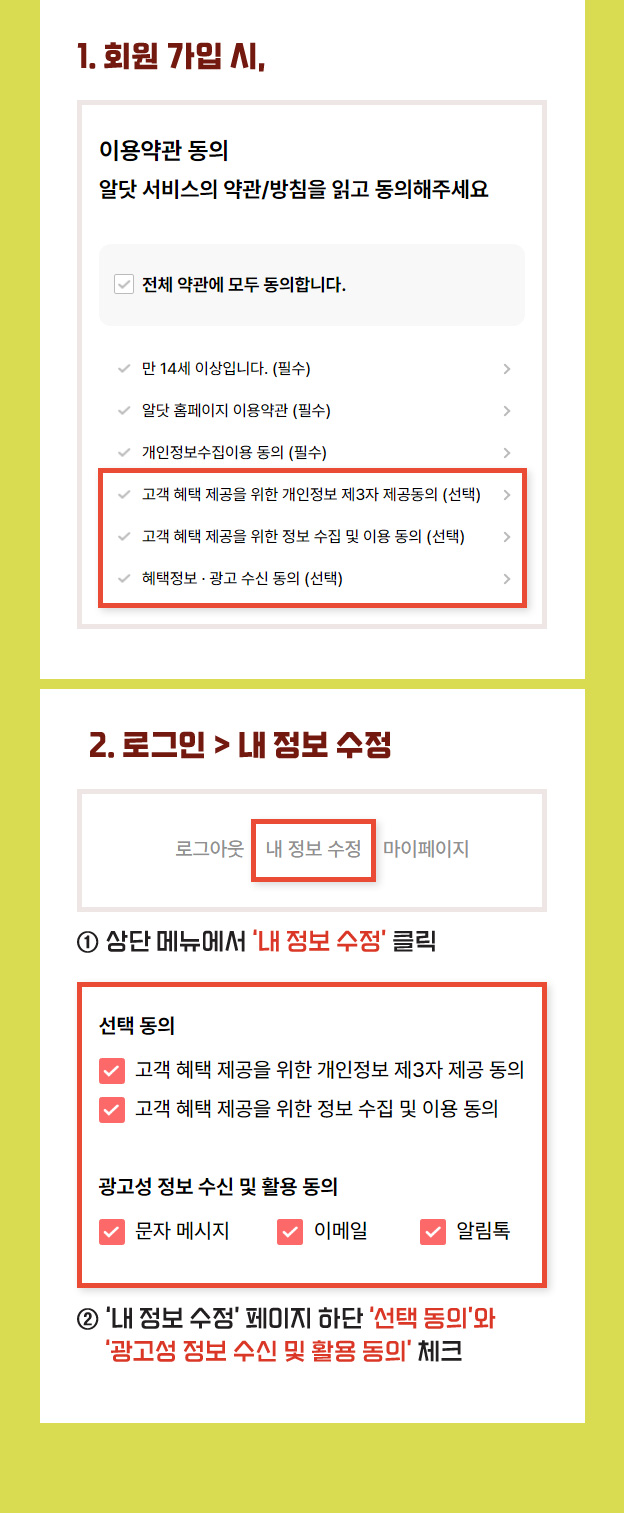 1. 회원 가입 시,
이용약관 동의
알닷 서비스의 약관/방침을 읽고 동의해주세요
전체 약관에 모두 동의합니다.
만 14세 이상입니다. (필수)
알닷 홈페이지 이용약관 (필수)
개인정보수집이용 동의 (필수)
고객 혜택 제공을 위한 개인정보 제3자 제공동의 (선택)
고객 혜택 제공을 위한 정보 수집 및 이용 동의 (선택)
혜택정보 · 광고 수신 동의 (선택)
2. 로그인 > 내 정보 수정
로그아웃 내 정보 수정 마이페이지
① 상단 메뉴에서 '내 정보 수정' 클릭
선택 동의
고객 혜택 제공을 위한 개인정보 제3자 제공 동의
고객 혜택 제공을 위한 정보 수집 및 이용 동의
광고성 정보 수신 및 활용 동의
문자 메시지 이메일 알림톡
② '내 정보 수정' 페이지 하단 '선택 동의'와
'광고성 정보 수신 및 활용 동의' 체크